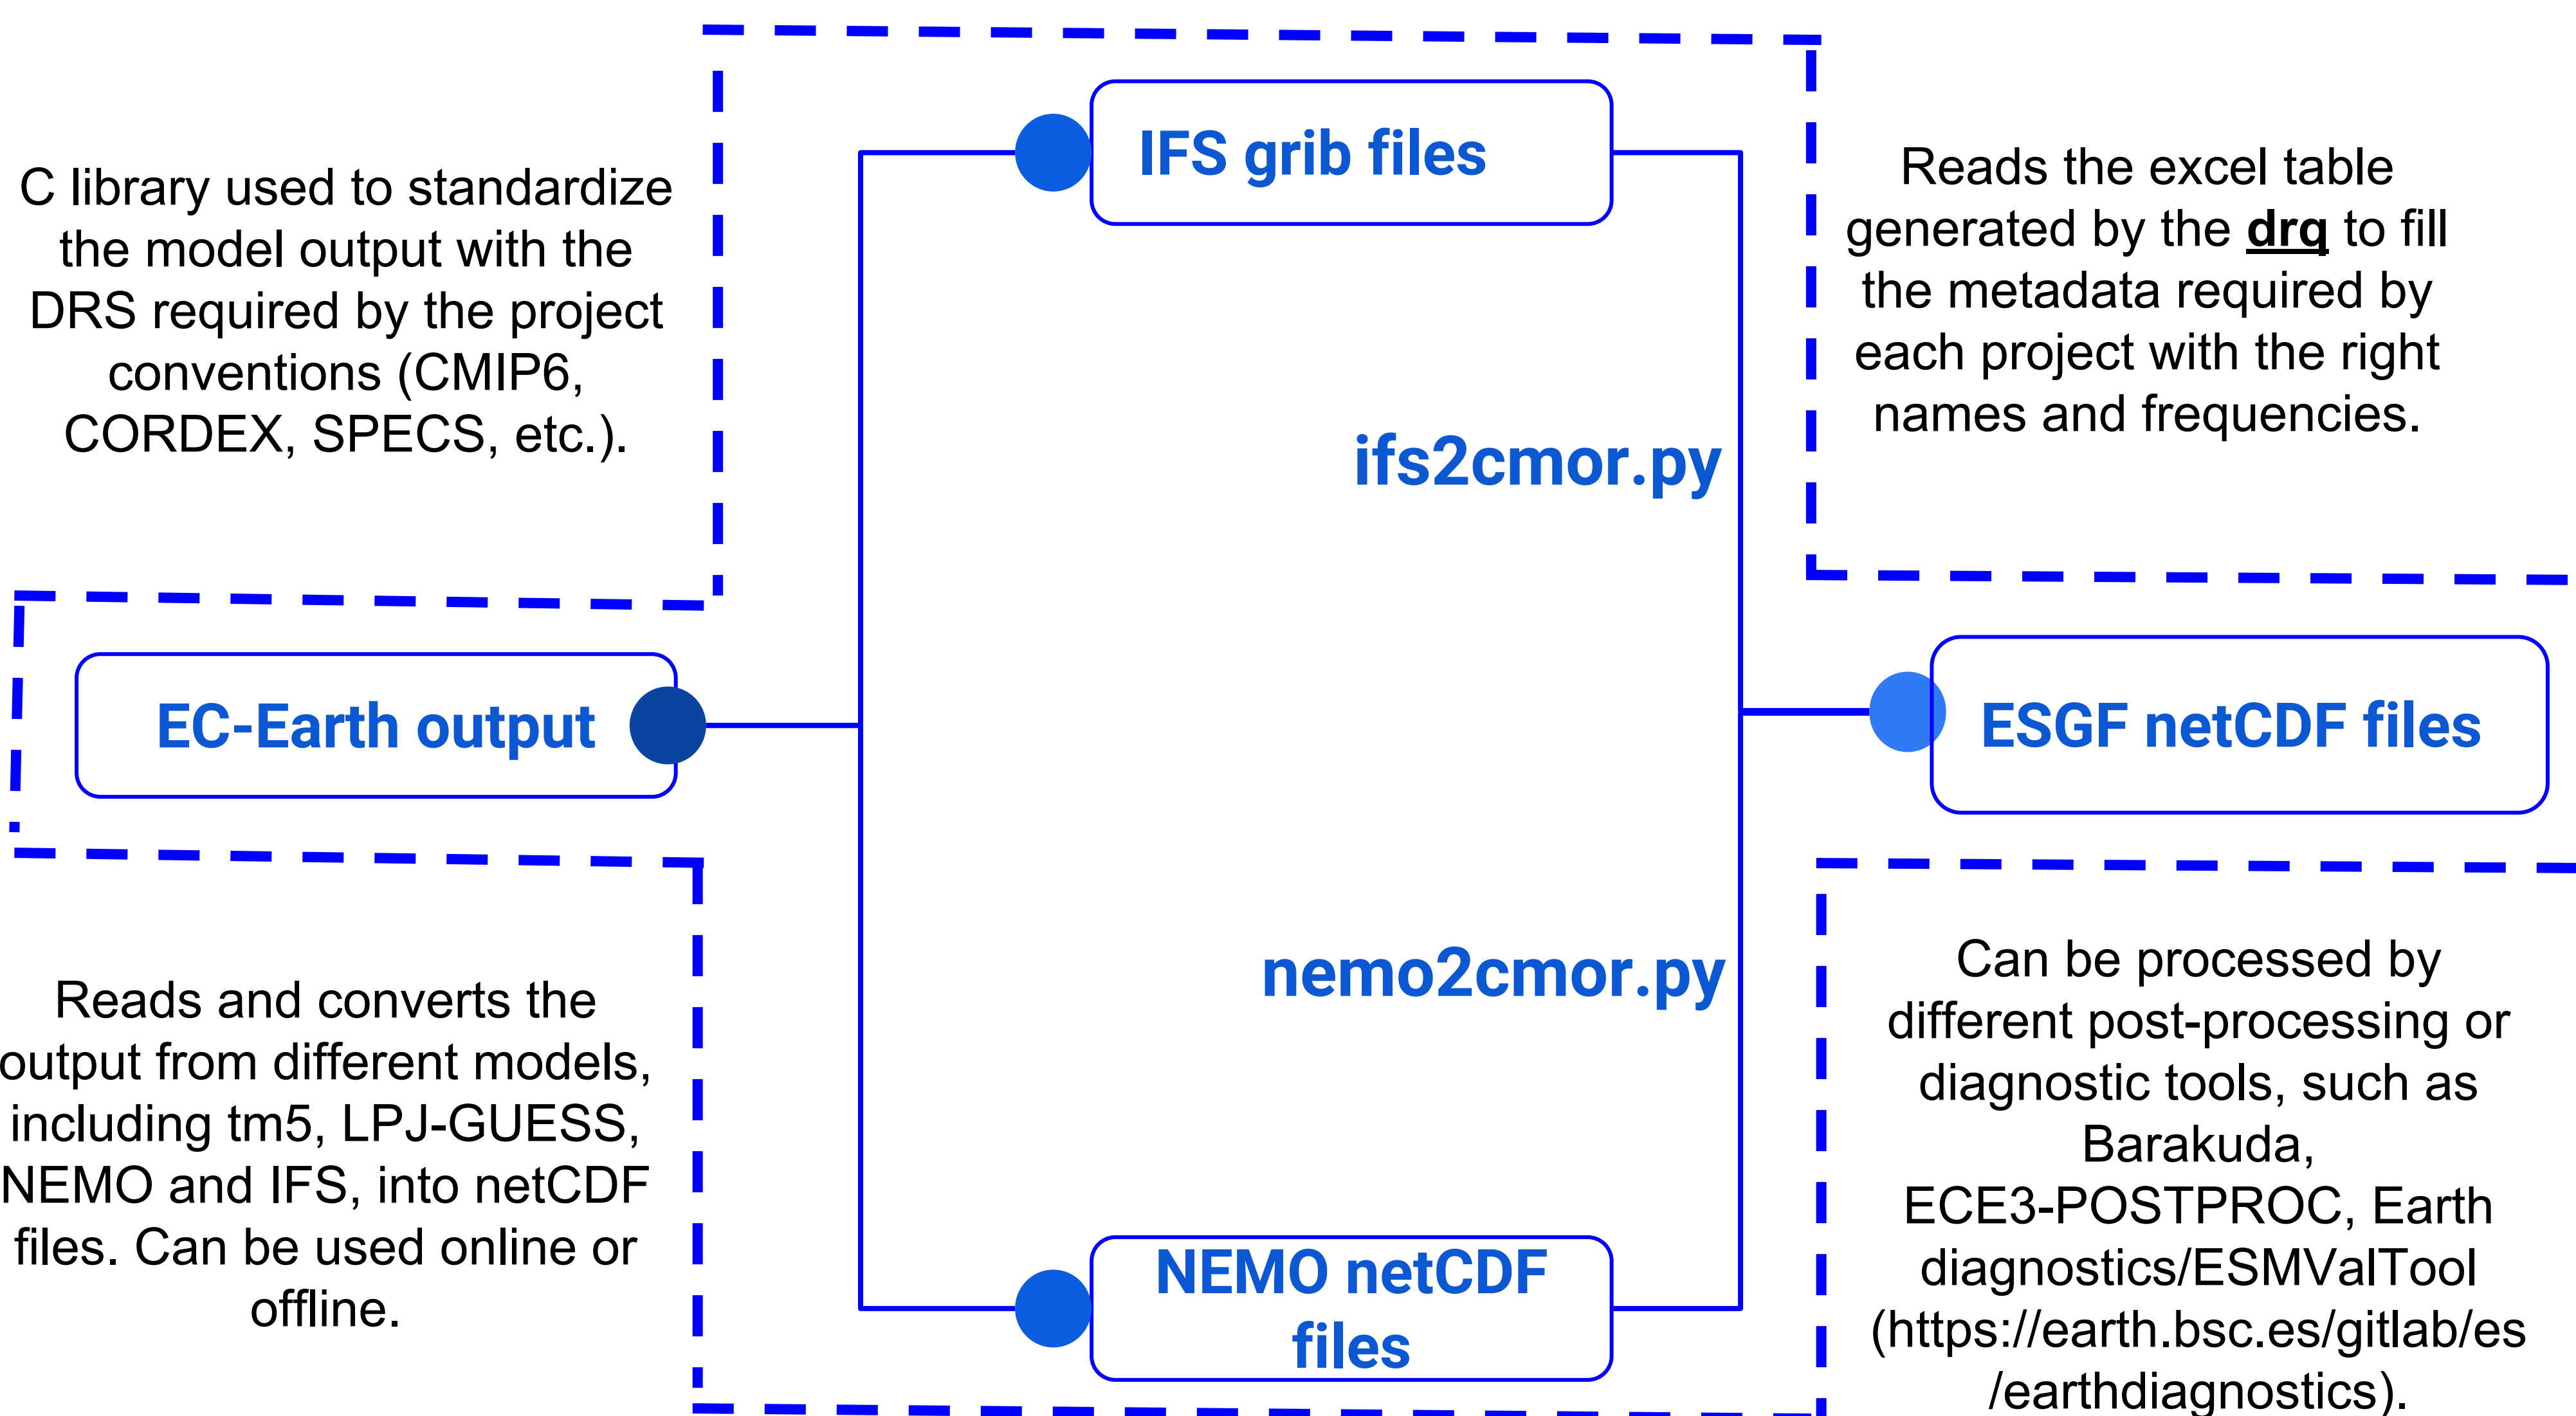 C library used to standardize
the model output with the
DRS required by the project
conventions (CMIP6,
CORDEX, SPECS, etc.).
IFS grib files
Reads the excel table
generated by the drq to fill
the metadata required by
each project with the right
names and frequencies.
ifs2cmor.py
EC-Earth output
ESGF netCDF files
Reads and converts the
output from different models,
including tm5, LPJ-GUESS,
NEMO and IFS, into netCDF
files. Can be used online or
offline.
nemo2cmor.py
NEMO netCDF
files
Can be processed by
different post-processing or
diagnostic tools, such as
Barakuda,
ECE3-POSTPROC, Earth
diagnostics/ESMValTool
(https://earth.bsc.es/gitlab/es
/earthdiagnostics).